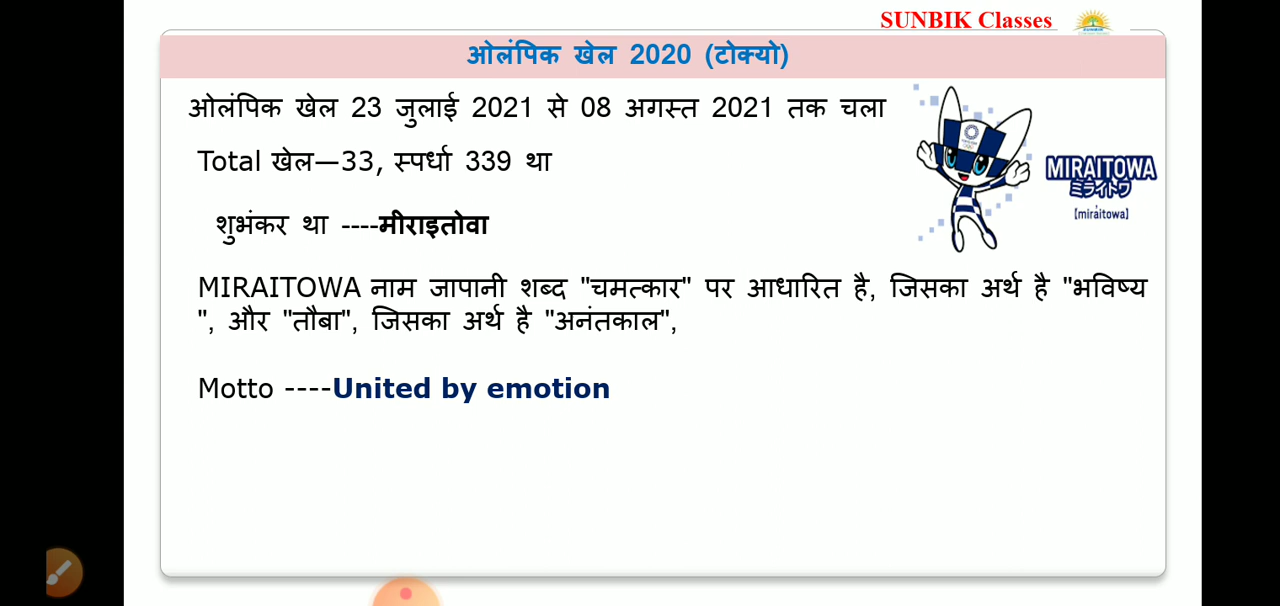 SUNBIK Classes
ओलंपिक खेल 2020 (टोक्यो)
ओलंपिक खेल 23 जुलाई 2021 से 08 अगस्त 2021 तक चला
Total खेल—33, स्पर्धा 339 था
MIRAITOWA
ミライトワ
【miráitowa】
शुभंकर था ----मीराइतोवा
MIRAITOWA नाम जापानी शब्द "चमत्कार" पर आधारित है, जिसका अर्थ है "भविष्य
", और "तौबा", जिसका अर्थ है "अनंतकाल",
Motto ----United by emotion